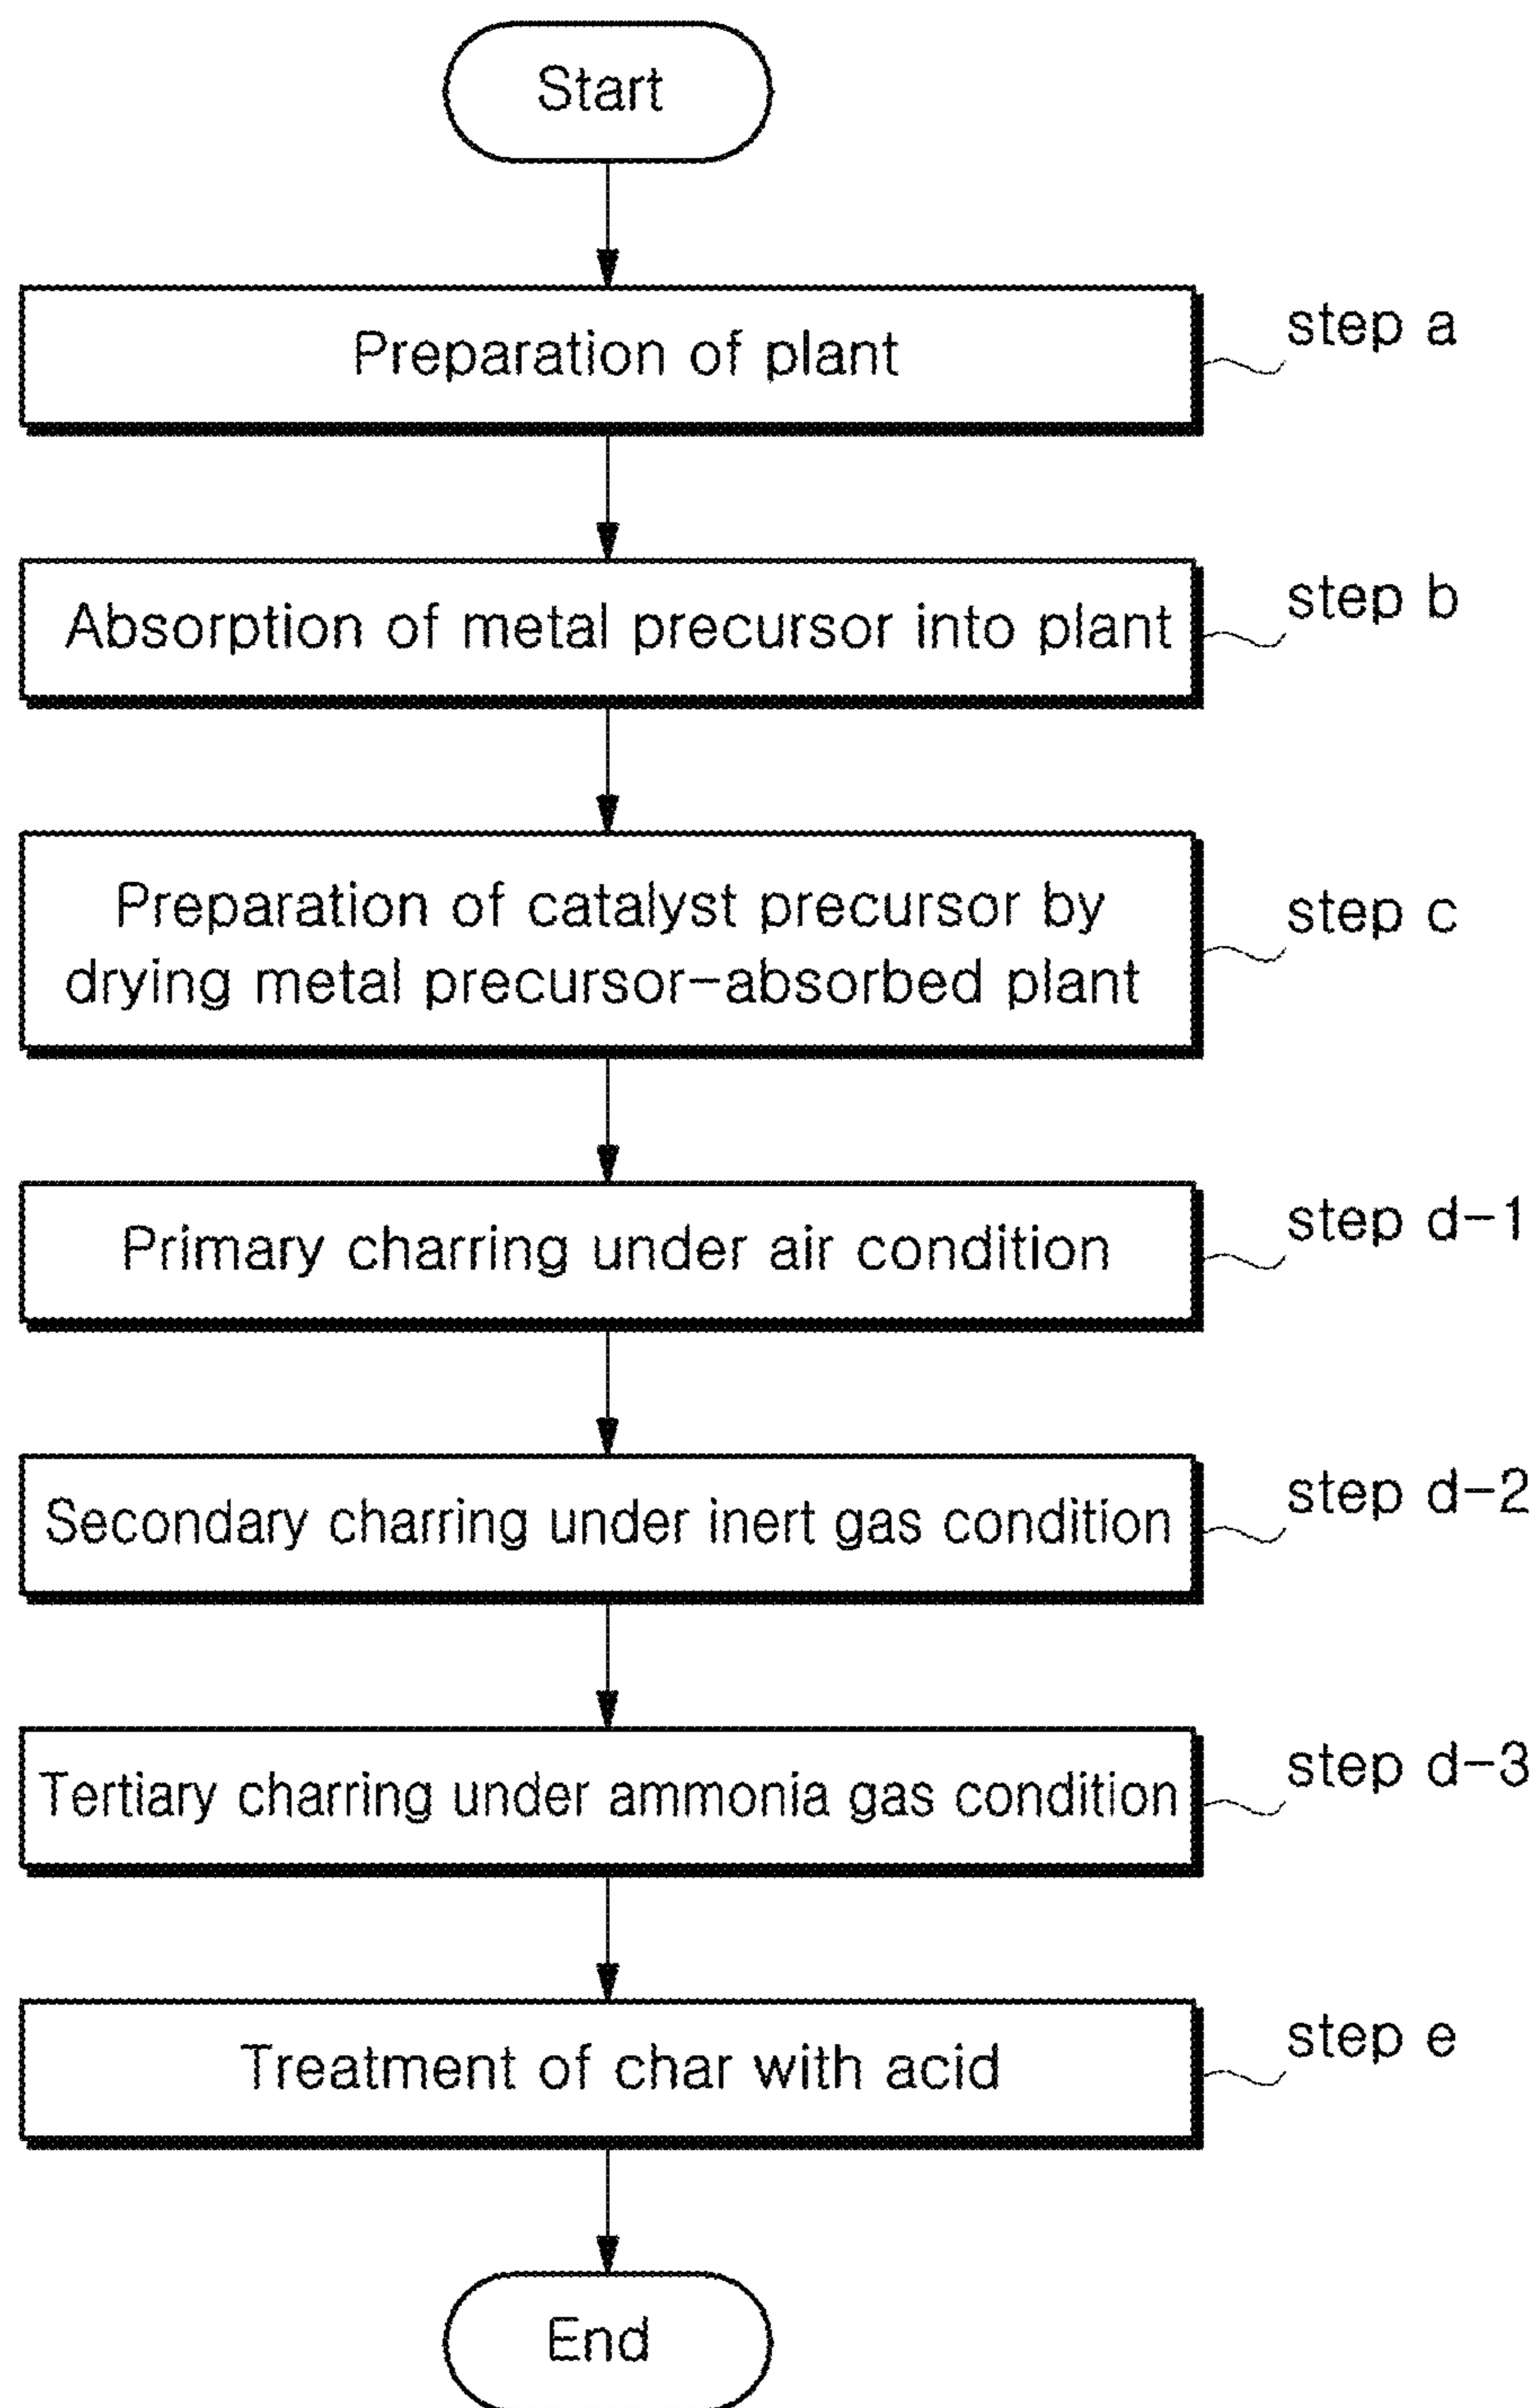 Start
Preparation of plant
step a
Absorption of metal precursor into plant
step b
Preparation of catalyst precursor by
drying metal precursor-absorbed plant
step c
Primary charring under air condition
step d-1
Secondary charring under inert gas condition
step d-2
Tertiary charring under ammonia gas condition
step d-3
Treatment of char with acid
step e
End